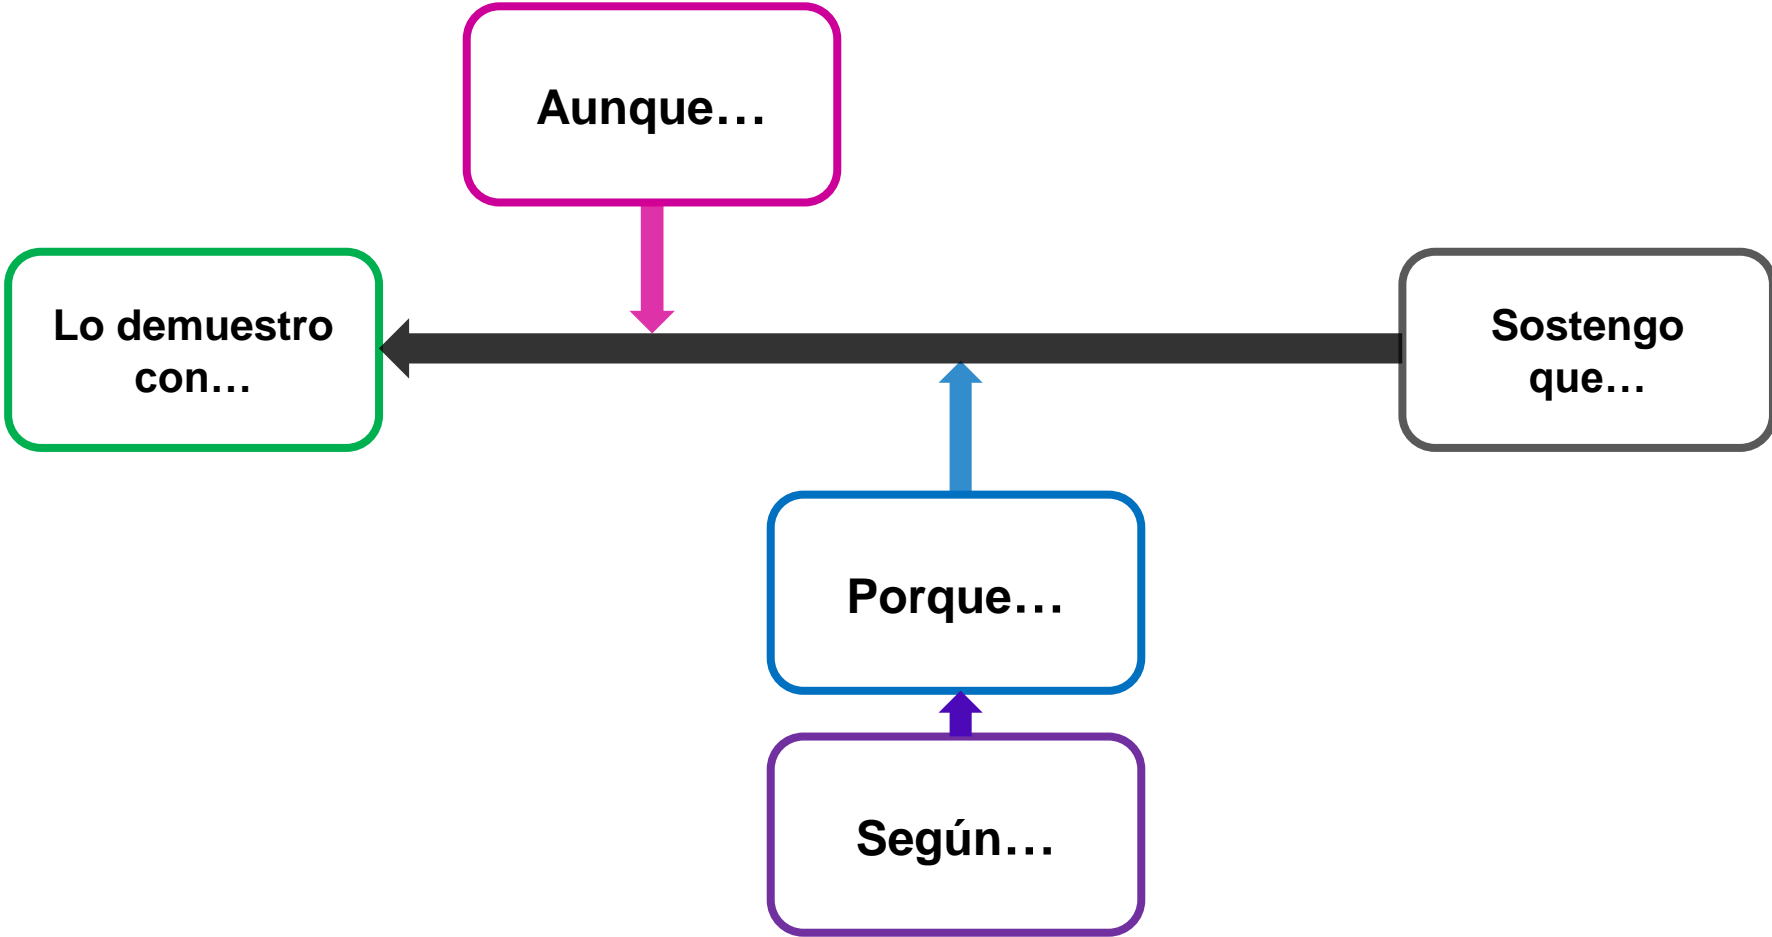 Aunque…
Lo demuestro
con…
Sostengo
que…
Porque…
Según…